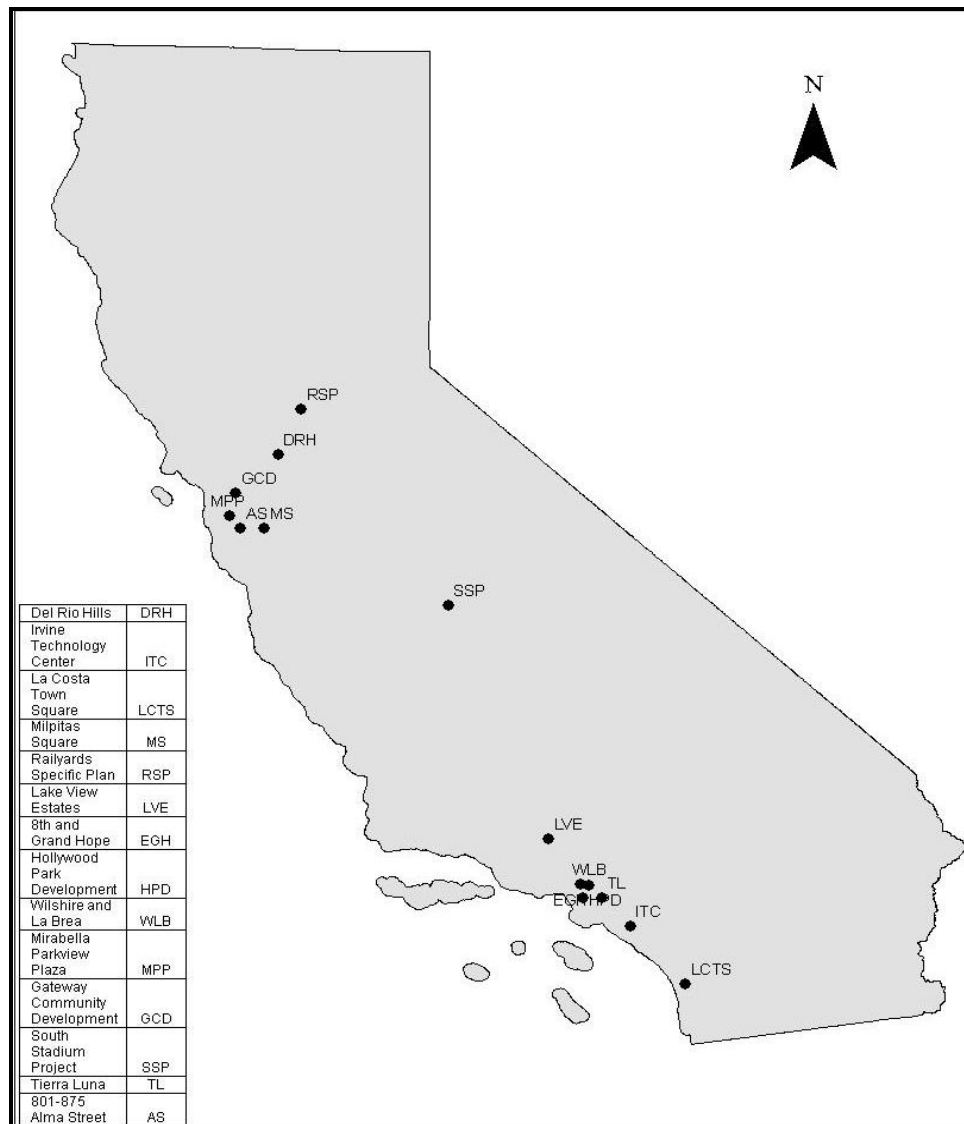 N
RSP
DRH
GCD
MPP
AS MS
SSP
LVE
WLB
TL
EGH HPD
ITC
LCTS
Del Rio Hills DRH
Irvine
Technology
Center ITC
La Costa
Town
Square LCTS
Milpitas
Square MS
Railyards
Specific Plan RSP
Lake View
Estates LVE
8th and
Grand Hope EGH
Hollywood
Park
Development HPD
Wilshire and
La Brea WLB
Mirabella
Parkview
Plaza MPP
Gateway
Community
Development GCD
South
Stadium
Project SSP
Tierra Luna TL
801-875
Alma Street AS